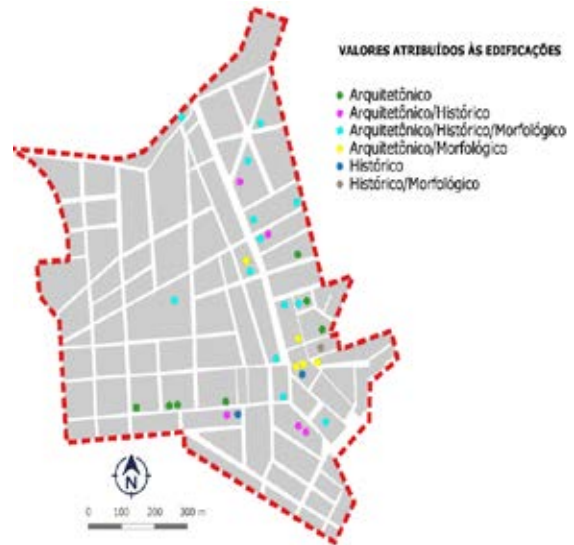 VALORES ATRIBUÍDOS ÀS EDIFICAÇÕES
Arquitetônico
Arquitetônico/Histórico
Arquitetônico/Histórico/Morfológico
Arquitetônico/Morfológico
Histórico
Histórico/Morfológico
N
0 100 200 300 m